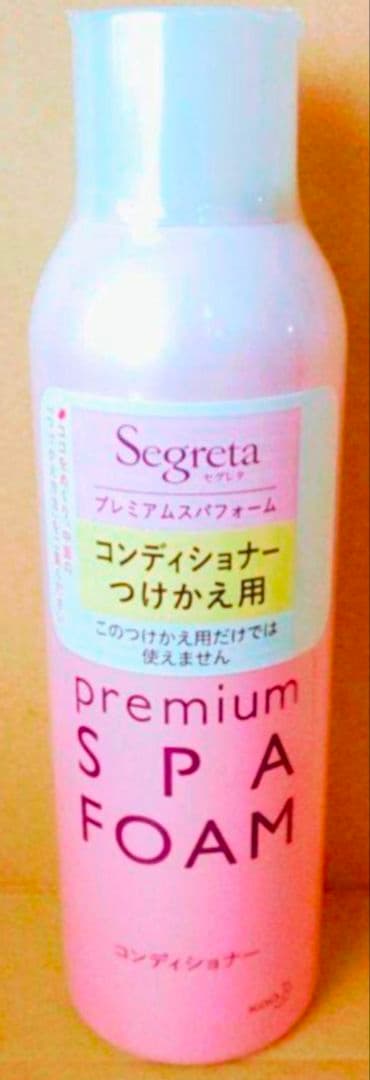 Segreta
セグレタ
プレミアムスパフォーム
コンディショナー
つけかえ用
このつけかえ用だけでは
使えません
premium
SPA
FOAM
コンディショナー